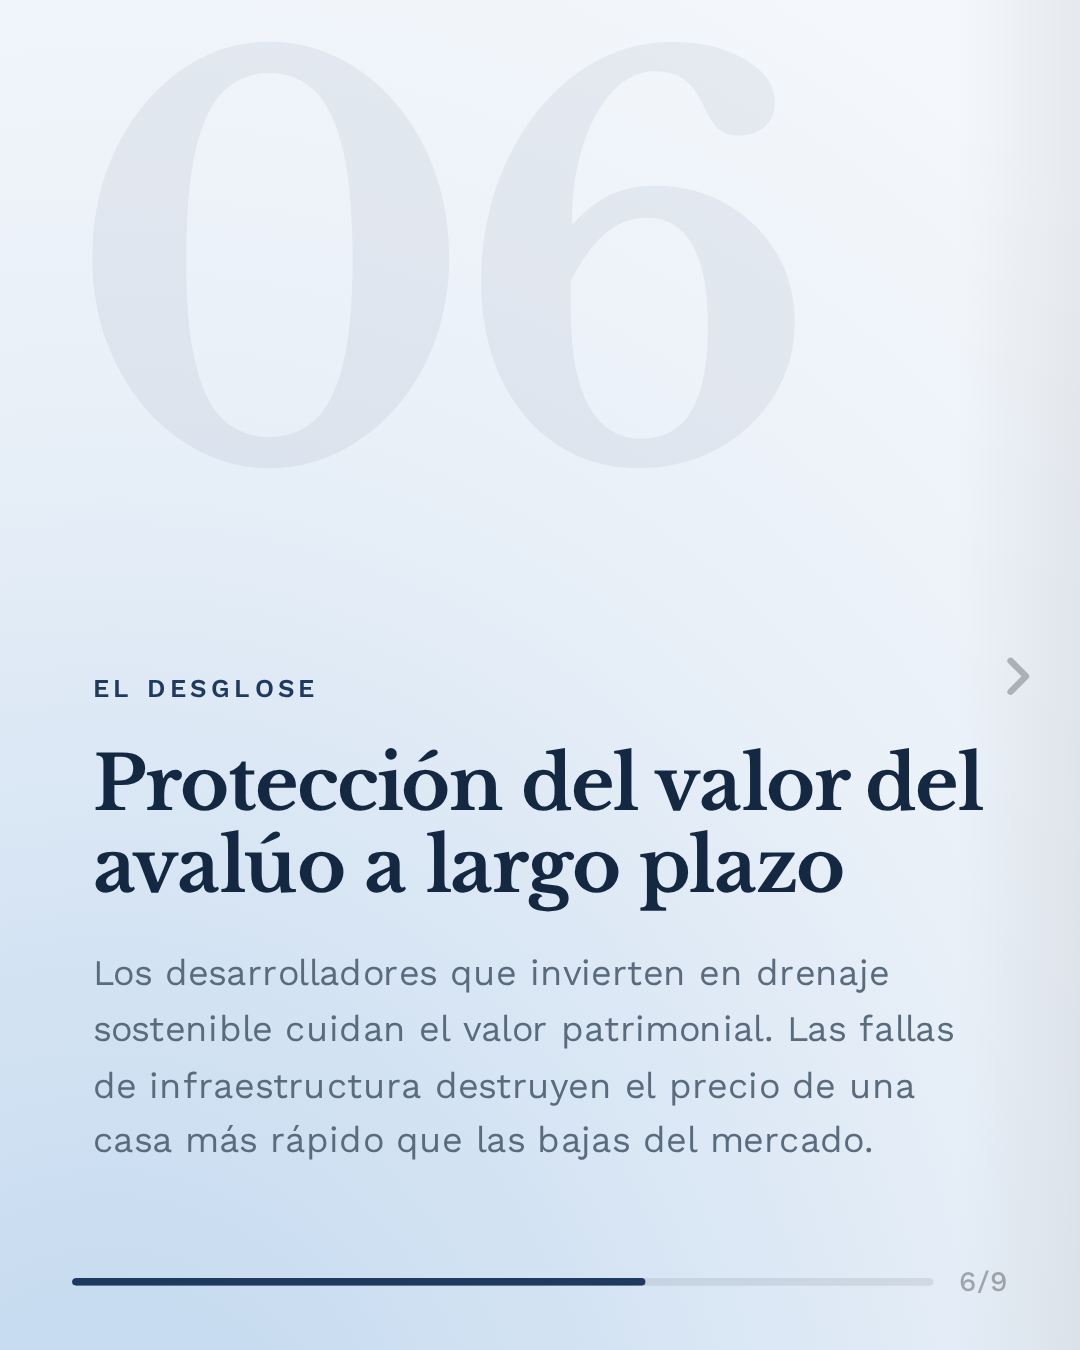 06
EL DESGLOSE
Protección del valor del
avalúo a largo plazo
Los desarrolladores que invierten en drenaje
sostenible cuidan el valor patrimonial. Las fallas
de infraestructura destruyen el precio de una
casa más rápido que las bajas del mercado.
6/9